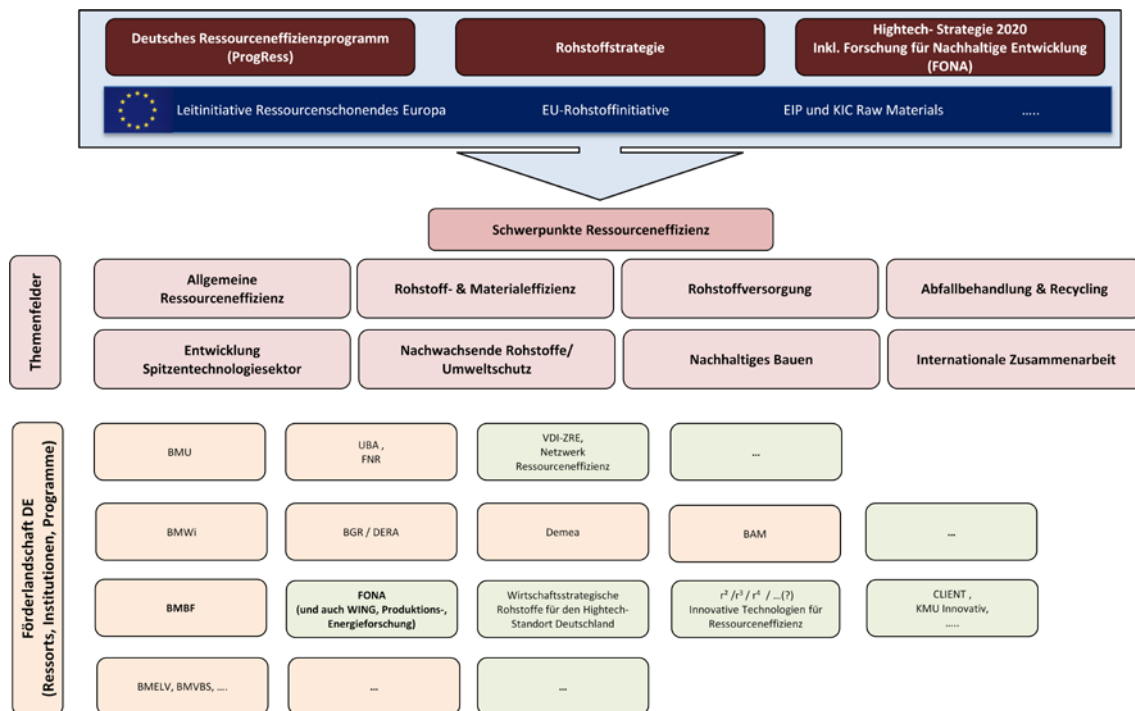 Deutsches Ressourceneffizienzprogramm
(ProgRess)
Rohstoffstrategie
Hightech- Strategie 2020
Inkl. Forschung für Nachhaltige Entwicklung
(FONA)
Leitinitiative Ressourcenschonendes Europa
EU-Rohstoffinitiative
EIP und KIC Raw Materials
.....
Schwerpunkte Ressourceneffizienz
Themenfelder
Allgemeine
Ressourceneffizienz
Rohstoff- & Materialeffizienz
Rohstoffversorgung
Abfallbehandlung & Recycling
Entwicklung
Spitzentechnologiesektor
Nachwachsende Rohstoffe/
Umweltschutz
Nachhaltiges Bauen
Internationale Zusammenarbeit
Förderlandschaft DE
(Ressorts, Institutionen, Programme)
BMU
UBA ,
FNR
VDI-ZRE,
Netzwerk
Ressourceneffizienz
...
BMWi
BGR / DERA
Demea
BAM
...
BMBF
FONA
(und auch WING, Produktions-,
Energieforschung)
Wirtschaftsstrategische
Rohstoffe für den Hightech-
Standort Deutschland
r² /r³ / r⁴ / ...(?)
Innovative Technologien für
Ressourceneffizienz
CLIENT ,
KMU Innovativ,
.....
BMELV, BMVBS, ....
...
...